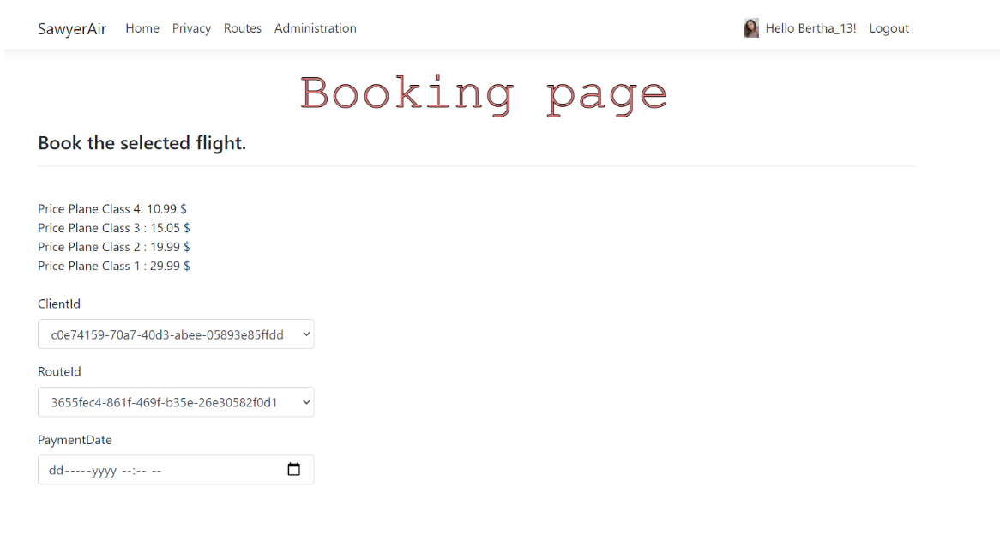 SawyerAir Home Privacy Routes Administration Hello Bertha_13! Logout
Booking page
Book the selected flight.
Price Plane Class 4: 10.99 $
Price Plane Class 3 : 15.05 $
Price Plane Class 2 : 19.99 $
Price Plane Class 1 : 29.99 $
ClientId
c0e74159-70a7-40d3-abee-05893e85ffdd
RouteId
3655fec4-861f-469f-b35e-26e30582f0d1
PaymentDate
dd-----yyyy --:-- --